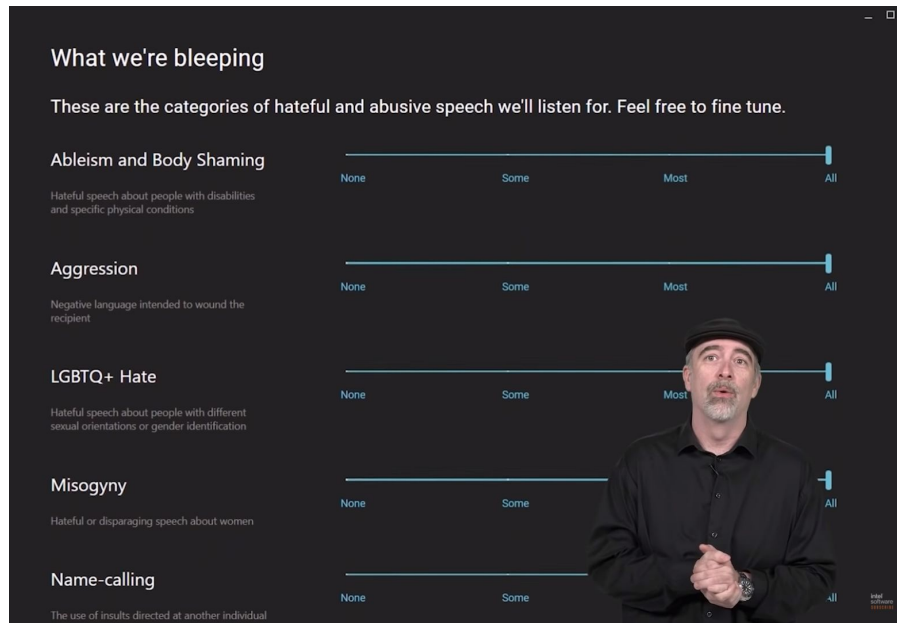 What we're bleeping
These are the categories of hateful and abusive speech we'll listen for. Feel free to fine tune.
Ableism and Body Shaming
Hateful speech about people with disabilities
and specific physical conditions
None Some Most All
Aggression
Negative language intended to wound the
recipient
None Some Most All
LGBTQ+ Hate
Hateful speech about people with different
sexual orientations or gender identification
None Some Most All
Misogyny
Hateful or disparaging speech about women
None Some All
Name-calling
The use of insults directed at another individual
None Some All
intel
software